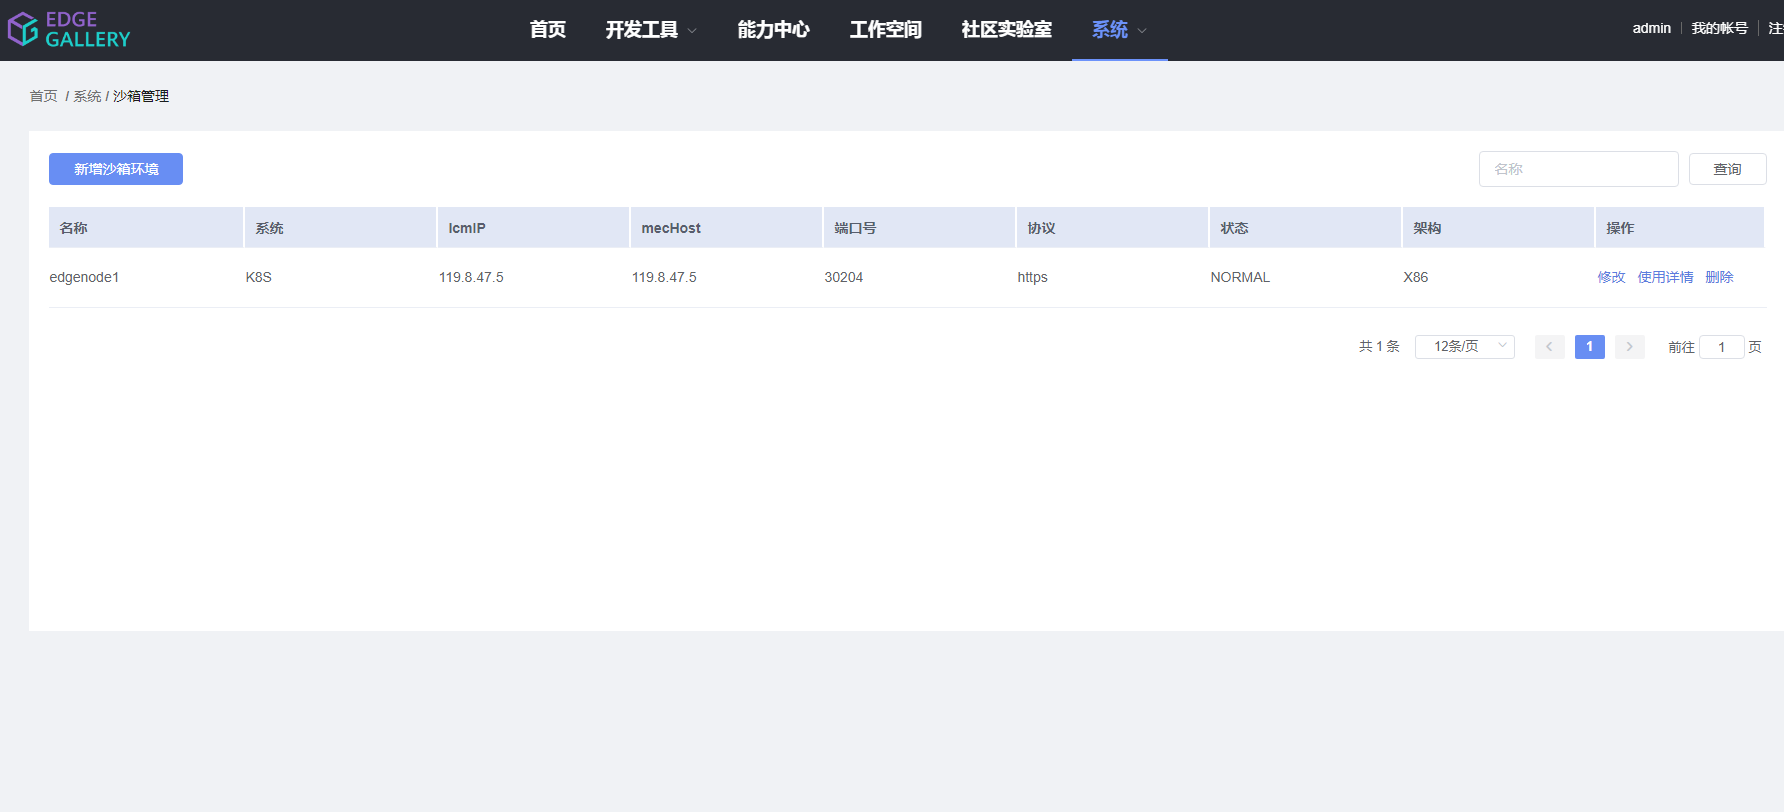 EDGE
GALLERY
首页 开发工具 能力中心 工作空间 社区实验室 系统 admin 我的帐号
首页 / 系统 / 沙箱管理
新增沙箱环境 名称 查询
名称 系统 lcmIP mecHost 端口号 协议 状态 架构 操作
edgenode1 K8S 119.8.47.5 119.8.47.5 30204 https NORMAL X86 修改 使用详情 删除
共 1 条 12条/页 1 前往 1 页